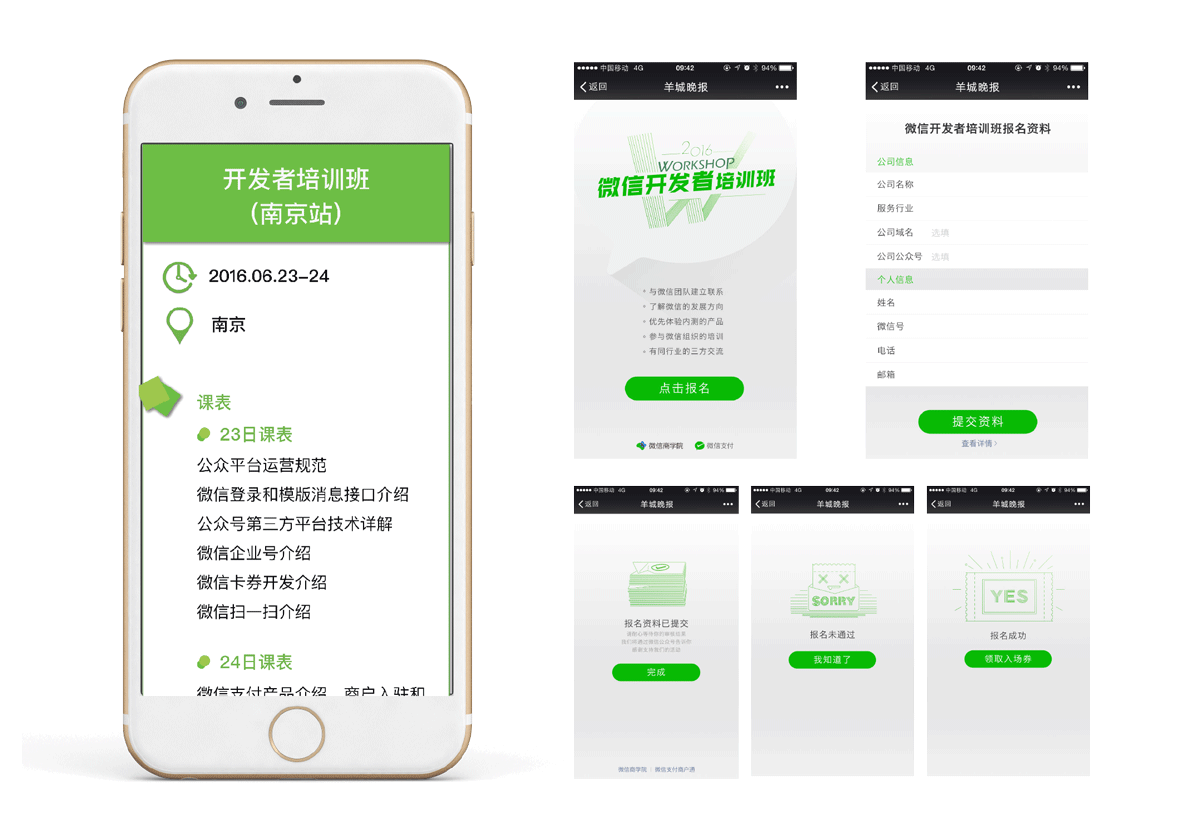 开发者培训班
（南京站）
2016.06.23-24
南京
课表
23日课表
公众平台运营规范
微信登录和模版消息接口介绍
公众号第三方平台技术详解
微信企业号介绍
微信卡券开发介绍
微信扫一扫介绍
24日课表
微信支付产品介绍、商户入驻和
中国移动 4G 09:42 94%
返回 羊城晚报
2016
WORKSHOP
微信开发者培训班
与微信团队建立联系
了解微信的发展方向
优先体验内测的产品
参与微信组织的培训
有同行业的三方交流
点击报名
微信商学院 微信支付
中国移动 4G 09:42 94%
返回 羊城晚报
微信开发者培训班报名资料
公司信息
公司名称
服务行业
公司域名 选填
公司公众号 选填
个人信息
姓名
微信号
电话
邮箱
提交资料
查看详情
中国移动 4G 09:42 94%
返回 羊城晚报
报名资料已提交
完成
微信商学院 | 微信支付商户通
中国移动 4G 09:42 94%
返回 羊城晚报
SORRY
报名未通过
我知道了
中国移动 4G 09:42 94%
返回 羊城晚报
YES
报名成功
领取入场券